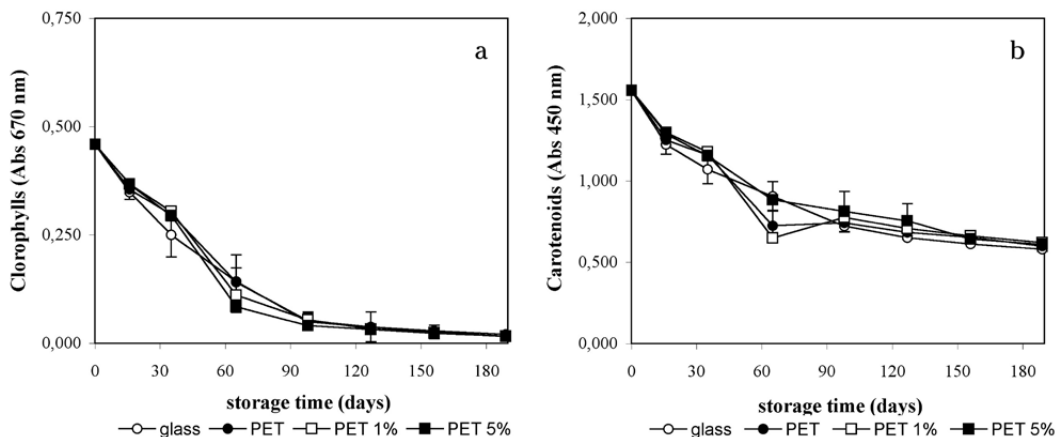 0,750
a
0,500
0,250
0,000
Clorophylls (Abs 670 nm)
0 30 60 90 120 150 180
storage time (days)
glass PET PET 1% PET 5%
2,000
b
1,500
1,000
0,500
0,000
Carotenoids (Abs 450 nm)
0 30 60 90 120 150 180
storage time (days)
glass PET PET 1% PET 5%